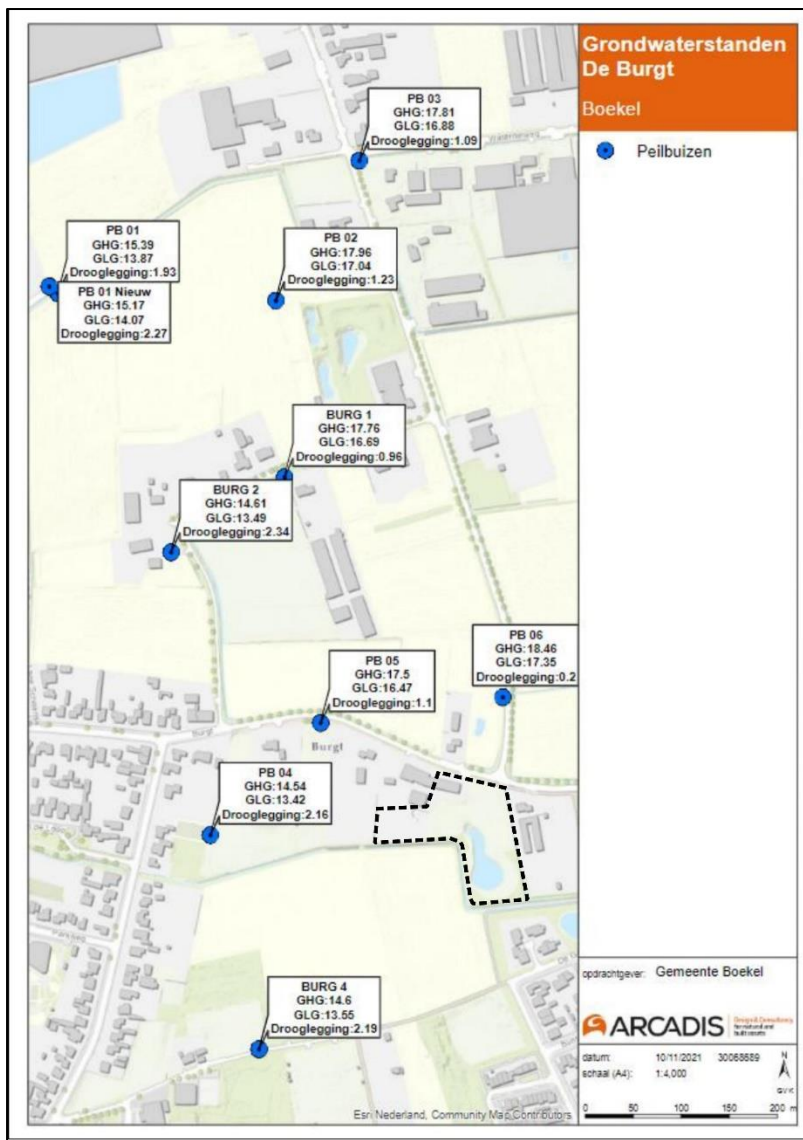 Grondwaterstanden
De Burgt
Boekel
Peilbuizen
PB 03
GHG:17.81
GLG:16.88
Drooglegging:1.09
PB 01
GHG:15.39
GLG:13.87
Drooglegging:1.93
PB 01 Nieuw
GHG:15.17
GLG:14.07
Drooglegging:2.27
PB 02
GHG:17.96
GLG:17.04
Drooglegging:1.23
BURG 1
GHG:17.76
GLG:16.69
Drooglegging:0.96
BURG 2
GHG:14.61
GLG:13.49
Drooglegging:2.34
PB 06
GHG:18.46
GLG:17.35
Drooglegging:0.2
PB 05
GHG:17.5
GLG:16.47
Drooglegging:1.1
Burgt
PB 04
GHG:14.54
GLG:13.42
Drooglegging:2.16
BURG 4
GHG:14.6
GLG:13.55
Drooglegging:2.19
Esri Nederland, Community Map Contributors
opdrachtgever: Gemeente Boekel
ARCADIS
Design & Consultancy
for natural and
built assets
datum: 10/11/2021 30068689
schaal (A4): 1:4,000
N
0 50 100 150 200 m